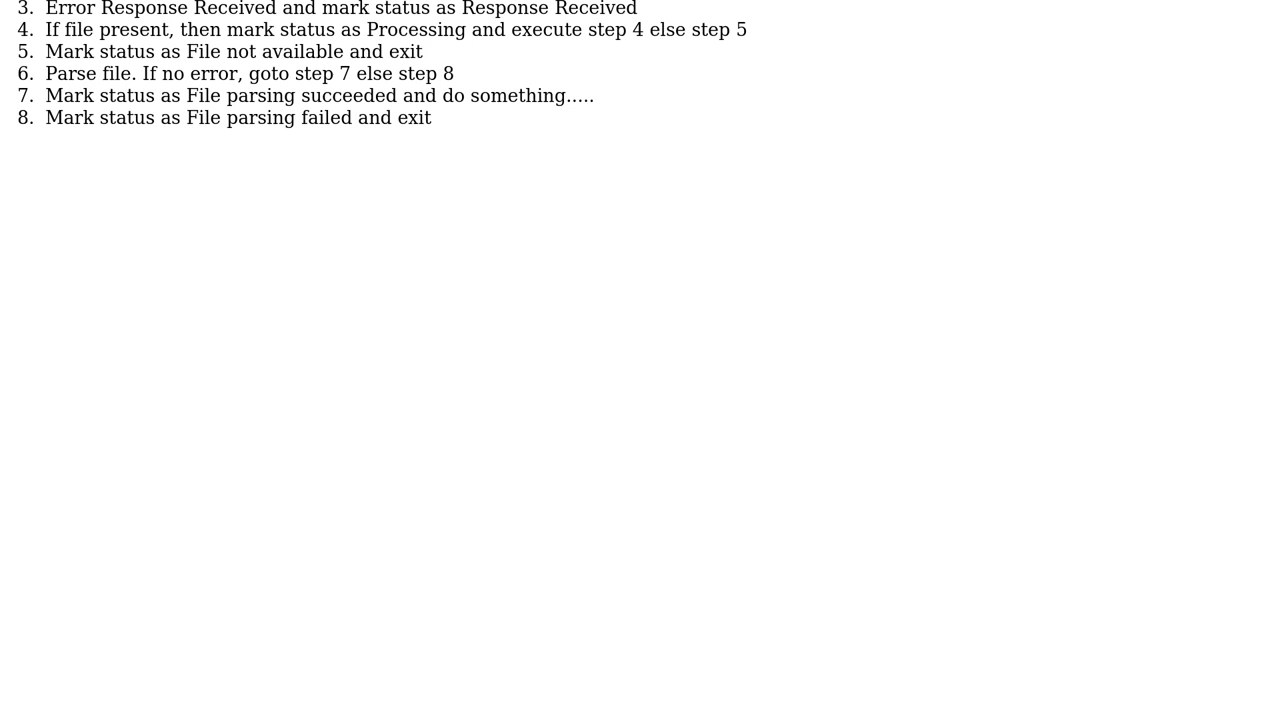 3. Error Response Received and mark status as Response Received
4. If file present, then mark status as Processing and execute step 4 else step 5
5. Mark status as File not available and exit
6. Parse file. If no error, goto step 7 else step 8
7. Mark status as File parsing succeeded and do something.....
8. Mark status as File parsing failed and exit